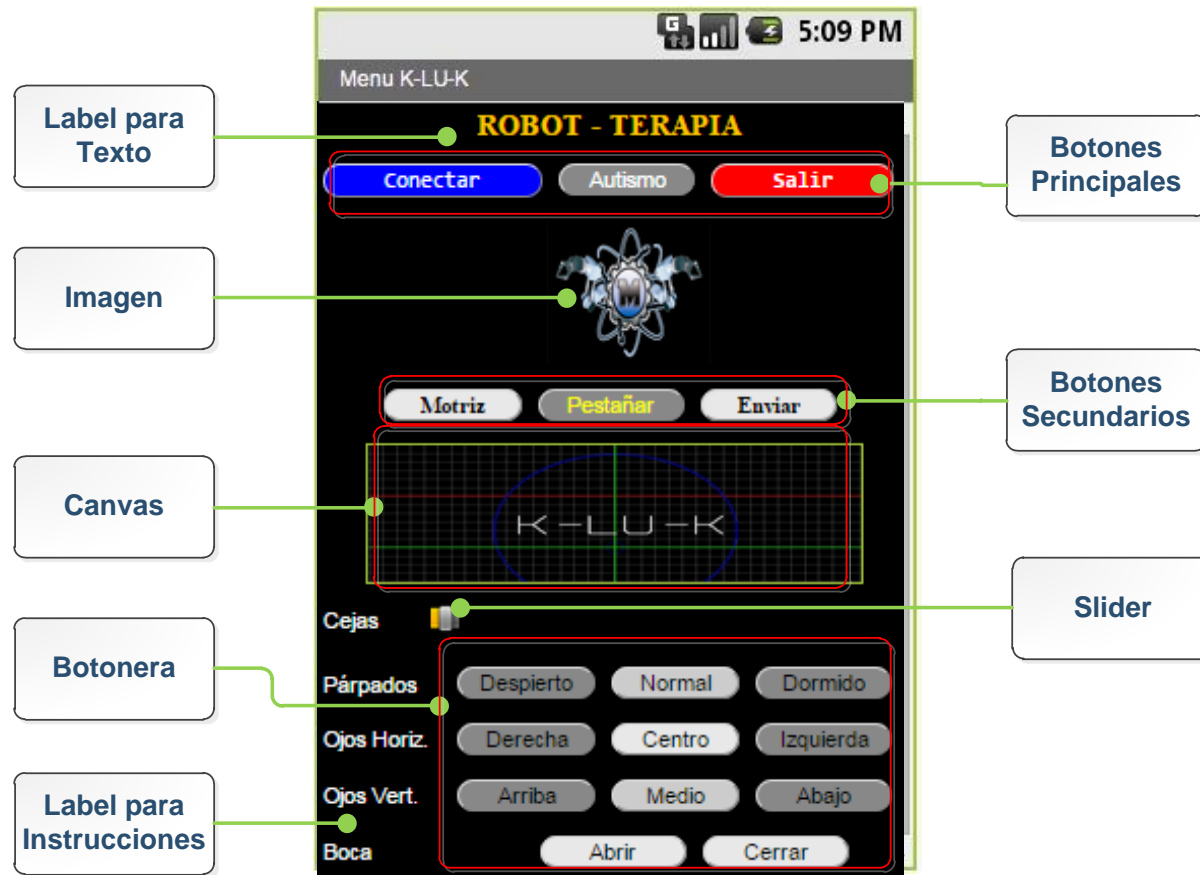 5:09 PM
Menu K-LU-K
ROBOT - TERAPIA
Conectar Autismo Salir
M
Motriz Pestañar Enviar
K-LU-K
Cejas
Párpados Despierto Normal Dormido
Ojos Horiz. Derecha Centro Izquierda
Ojos Vert. Arriba Medio Abajo
Boca Abrir Cerrar
Label para
Texto
Imagen
Canvas
Botonera
Label para
Instrucciones
Botones
Principales
Botones
Secundarios
Slider
G